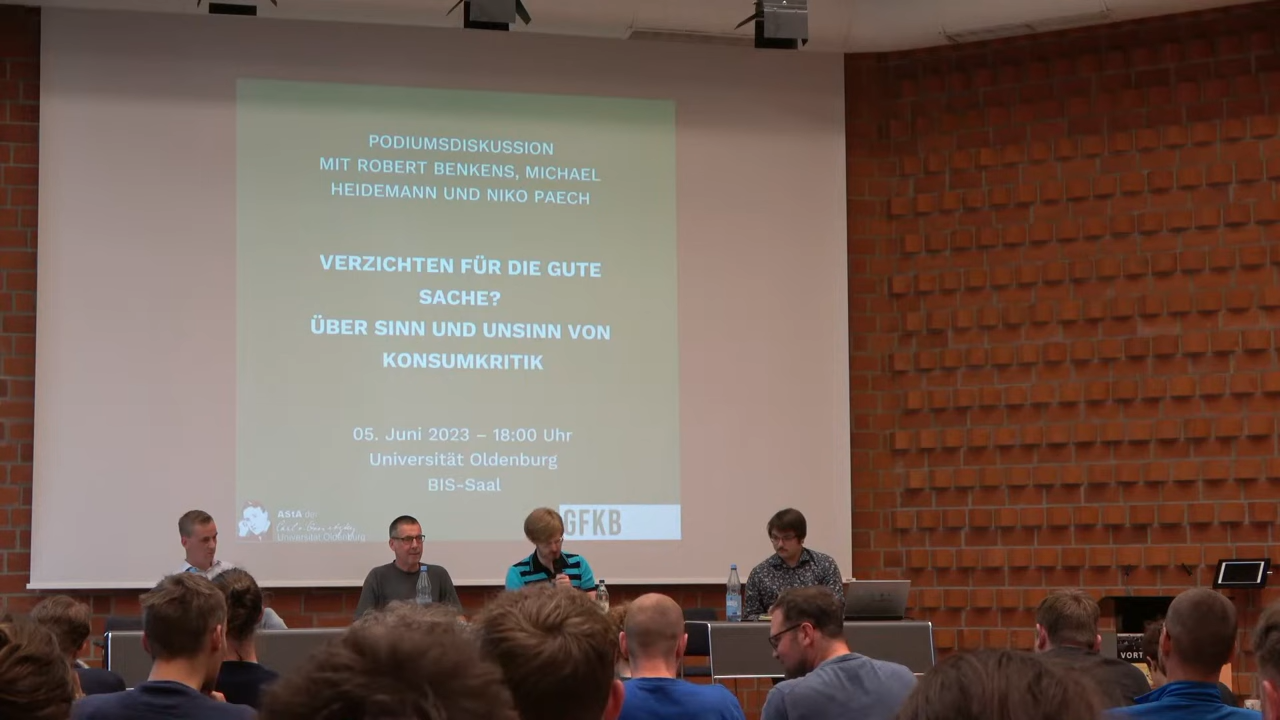 PODIUMSDISKUSSION
MIT ROBERT BENKENS, MICHAEL
HEIDEMANN UND NIKO PAECH
VERZICHTEN FÜR DIE GUTE
SACHE?
ÜBER SINN UND UNSINN VON
KONSUMKRITIK
05. Juni 2023 – 18:00 Uhr
Universität Oldenburg
BIS-Saal
AStA der
Universität Oldenburg
GFKB
VORT